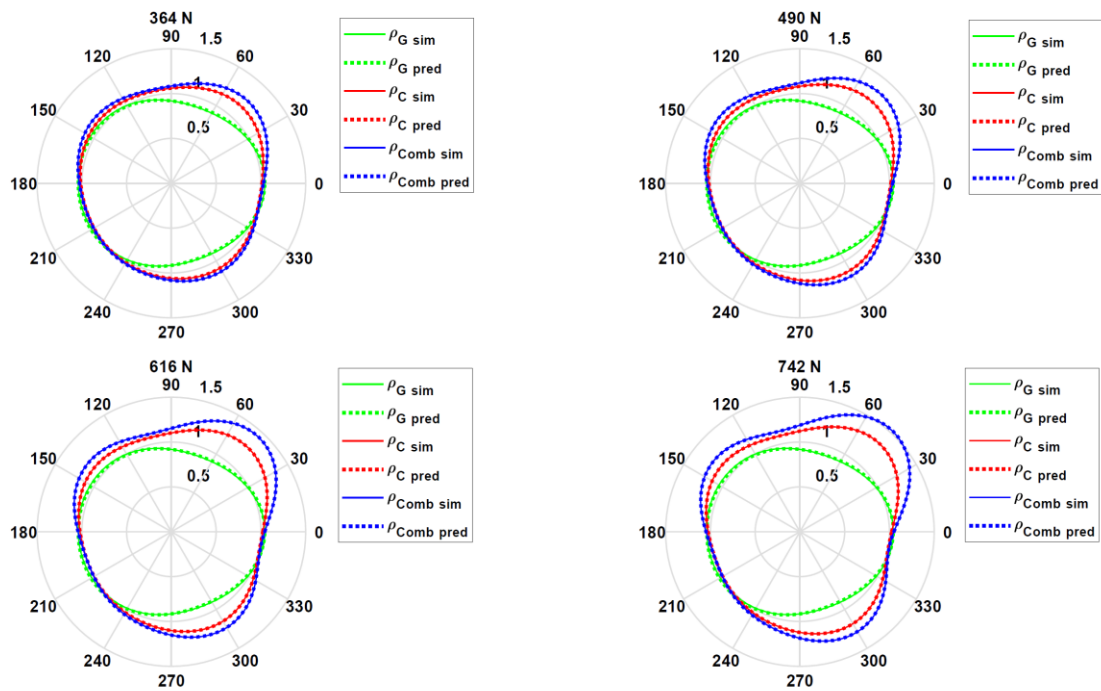 364 N
90
1.5
120
60
1
150
30
0.5
180
0
210
330
240
300
270
ρG sim
ρG pred
ρC sim
ρC pred
ρComb sim
ρComb pred
490 N
90
1.5
120
60
1
150
30
0.5
180
0
210
330
240
300
270
ρG sim
ρG pred
ρC sim
ρC pred
ρComb sim
ρComb pred
616 N
90
1.5
120
60
1
150
30
0.5
180
0
210
330
240
300
270
ρG sim
ρG pred
ρC sim
ρC pred
ρComb sim
ρComb pred
742 N
90
1.5
120
60
1
150
30
0.5
180
0
210
330
240
300
270
ρG sim
ρG pred
ρC sim
ρC pred
ρComb sim
ρComb pred